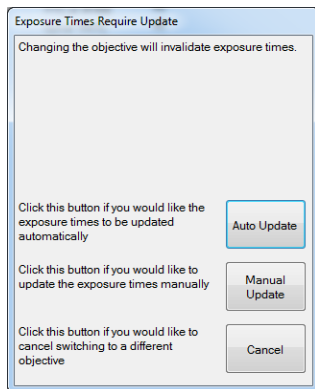 Exposure Times Require Update
Changing the objective will invalidate exposure times.
Click this button if you would like the
exposure times to be updated
automatically
Auto Update
Click this button if you would like to
update the exposure times manually
Manual
Update
Click this button if you would like to
cancel switching to a different
objective
Cancel